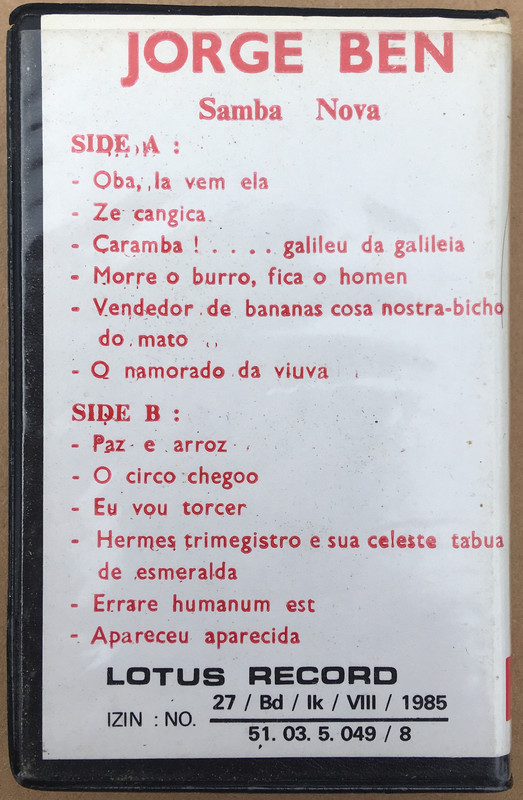 JORGE BEN
Samba Nova
SIDE A :
- Oba, la vem ela
- Ze cangica
- Caramba ! . . . . galileu da galileia
- Morre o burro, fica o homen
- Vendedor de bananas cosa nostra-bicho
do mato
- O namorado da viuva
SIDE B :
- Paz e arroz
- O circo chegoo
- Eu vou torcer
- Hermes trimegistro e sua celeste tabua
de esmeralda
- Errare humanum est
- Apareceu aparecida
LOTUS RECORD
IZIN : NO. 27 / Bd / Ik / VIII / 1985
51. 03. 5. 049 / 8